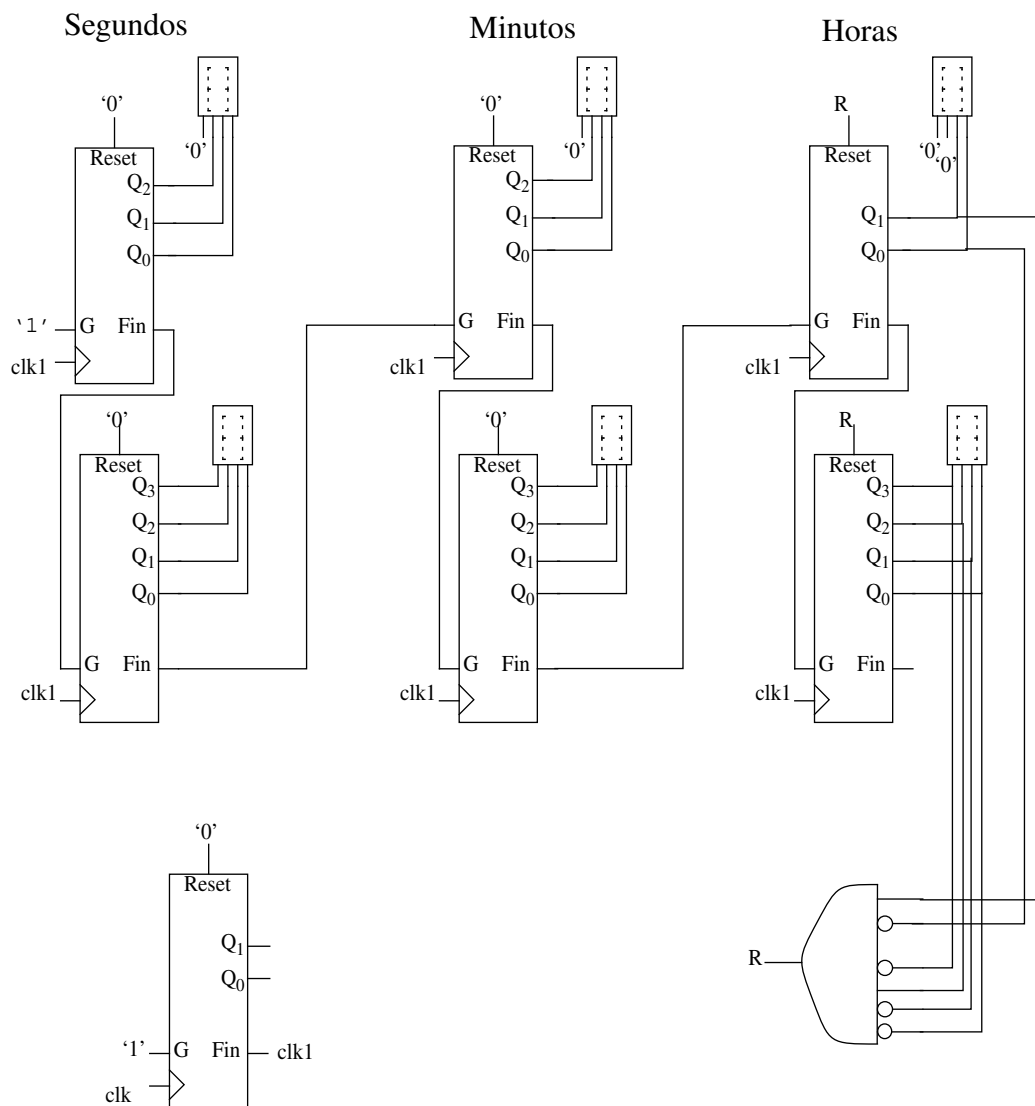 Segundos
Minutos
Horas
‘0’
Reset
Q2
Q1
Q0
‘0’
‘1’
G
Fin
clk1
‘0’
Reset
Q3
Q2
Q1
Q0
G
Fin
clk1
‘0’
Reset
Q2
Q1
Q0
‘0’
G
Fin
clk1
‘0’
Reset
Q3
Q2
Q1
Q0
G
Fin
clk1
R
Reset
‘0’
‘0’
Q1
Q0
G
Fin
clk1
R
Reset
Q3
Q2
Q1
Q0
G
Fin
clk1
‘0’
Reset
Q1
Q0
‘1’
G
Fin
clk1
clk
R